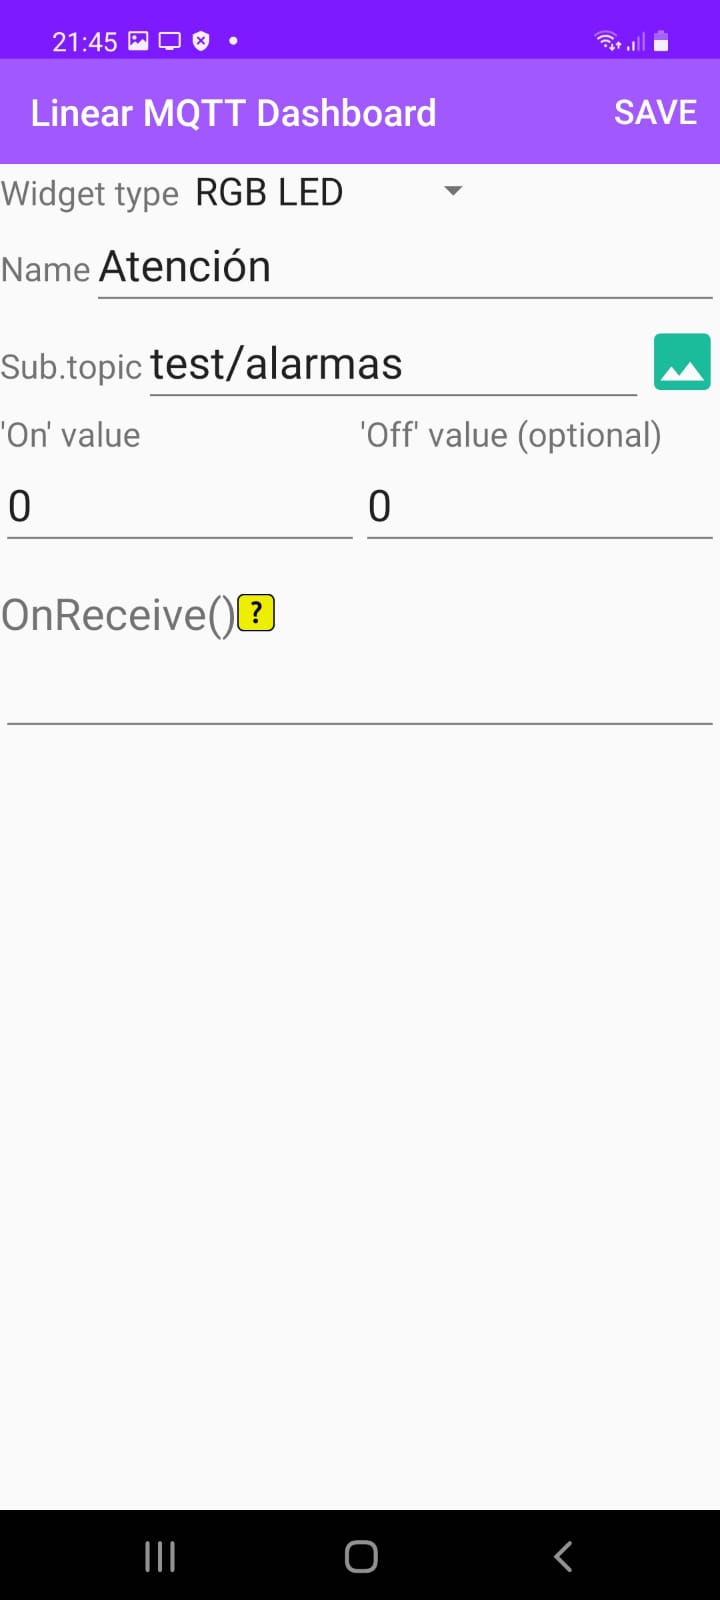 21:45
Linear MQTT Dashboard SAVE
Widget type RGB LED
Name Atención
Sub.topic test/alarmas
'On' value 'Off' value (optional)
0 0
OnReceive() ?